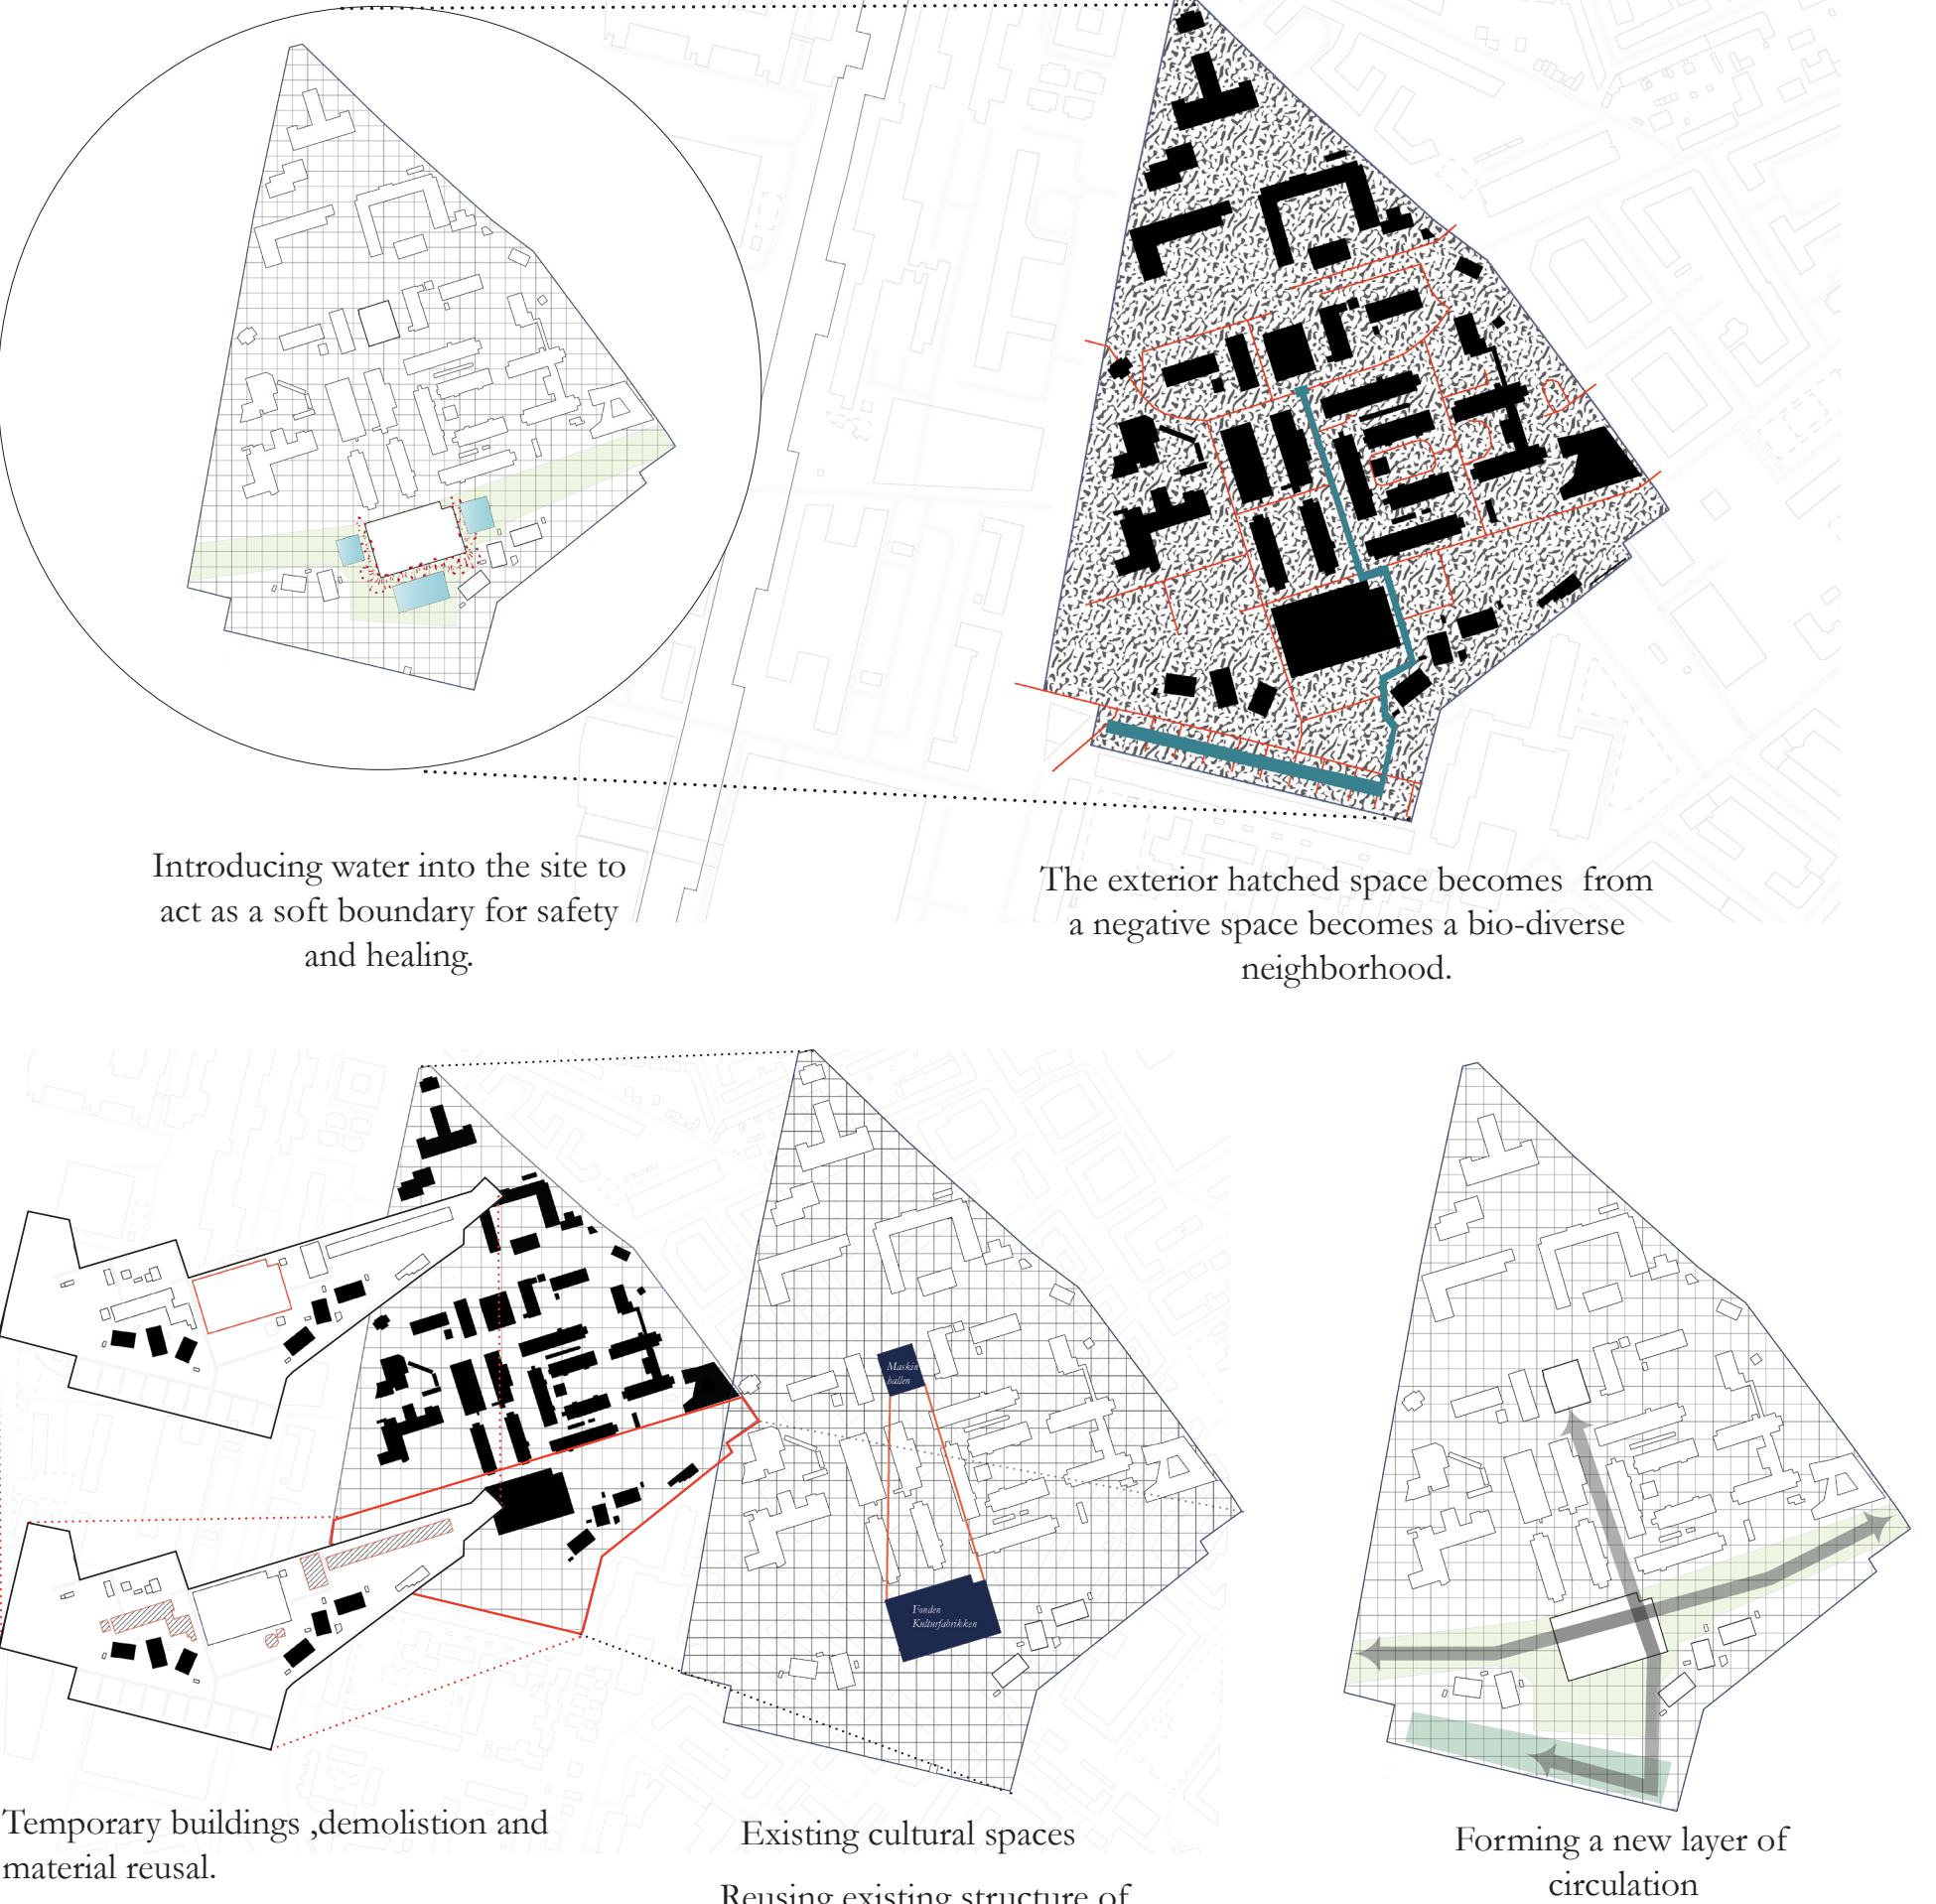 Introducing water into the site to
act as a soft boundary for safety
and healing.
The exterior hatched space becomes  from
a negative space becomes a bio-diverse
neighborhood.
Maskin
hallen
Fonden
Kulturfabrikken
Temporary buildings ,demolistion and
material reusal.
Existing cultural spaces
Reusing existing structure of
Forming a new layer of
circulation